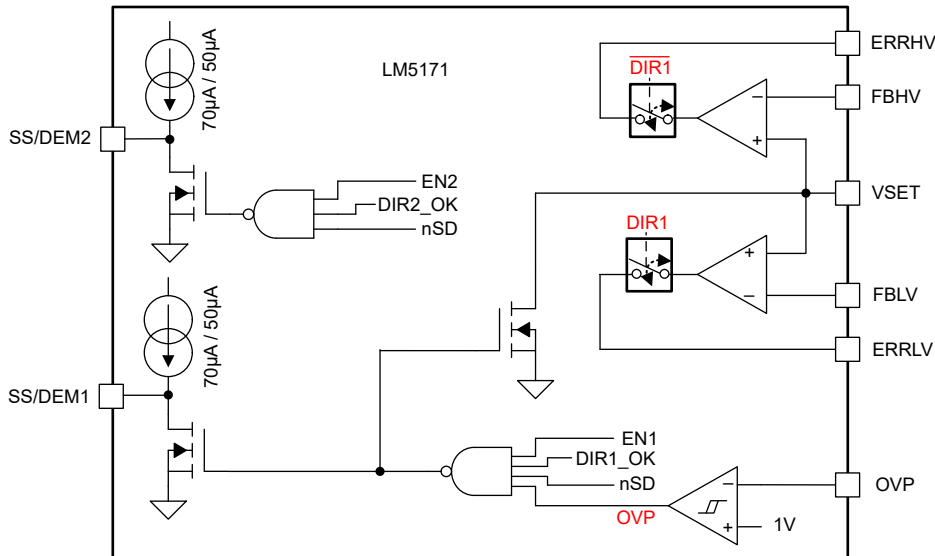 LM5171
70µA / 50µA
SS/DEM2
EN2
DIR2_OK
nSD
DIR1
ERRHV
FBHV
−
+
VSET
DIR1
+
−
FBLV
ERRLV
70µA / 50µA
SS/DEM1
EN1
DIR1_OK
nSD
OVP
−
+
1V
OVP